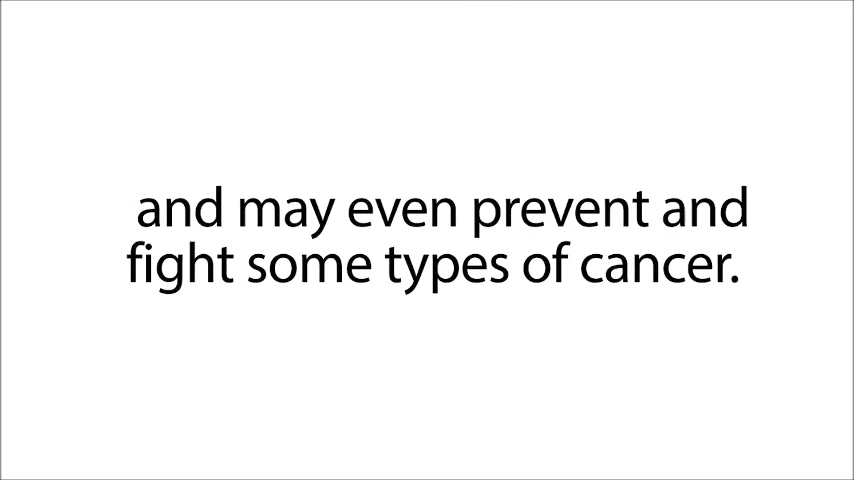 and may even prevent and
fight some types of cancer.